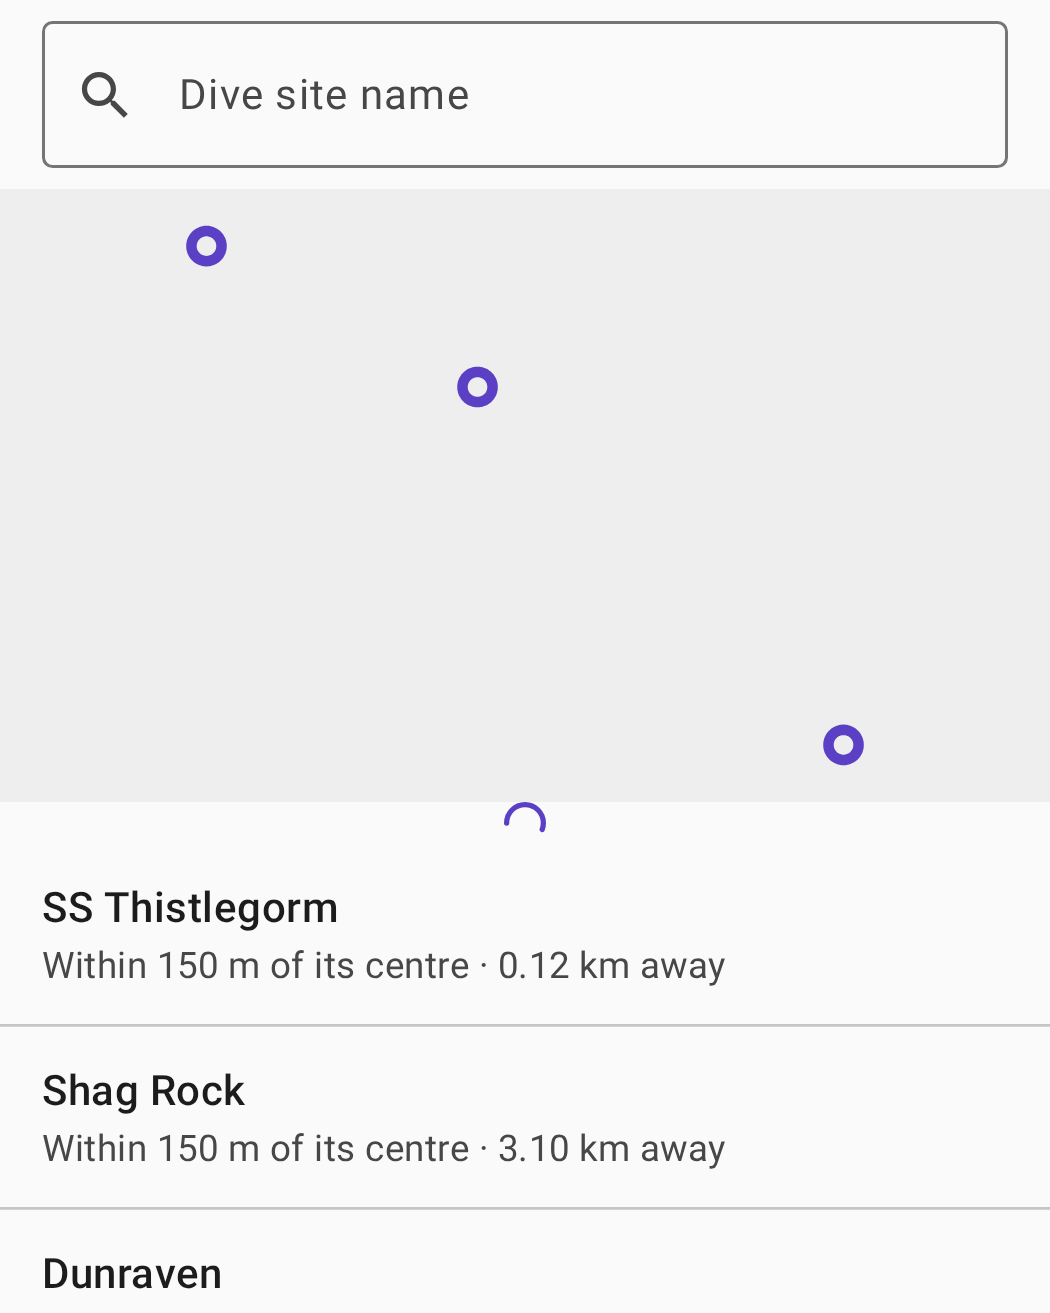 Dive site name
SS Thistlegorm
Within 150 m of its centre · 0.12 km away
Shag Rock
Within 150 m of its centre · 3.10 km away
Dunraven